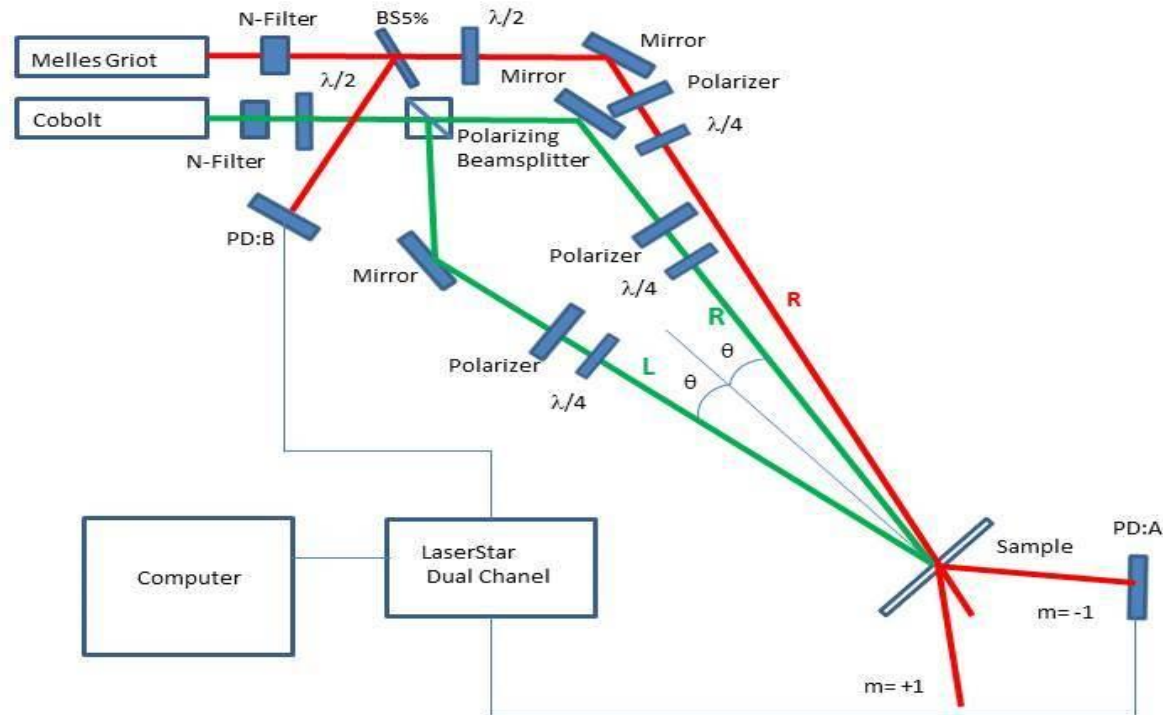 N-Filter
BS5%
λ/2
Mirror
Melles Griot
Mirror
Polarizer
λ/2
Cobolt
λ/4
Polarizing
Beamsplitter
N-Filter
PD:B
Mirror
Polarizer
λ/4
R
R
θ
Polarizer
L
θ
λ/4
PD:A
Sample
LaserStar
Dual Chanel
Computer
m= -1
m= +1